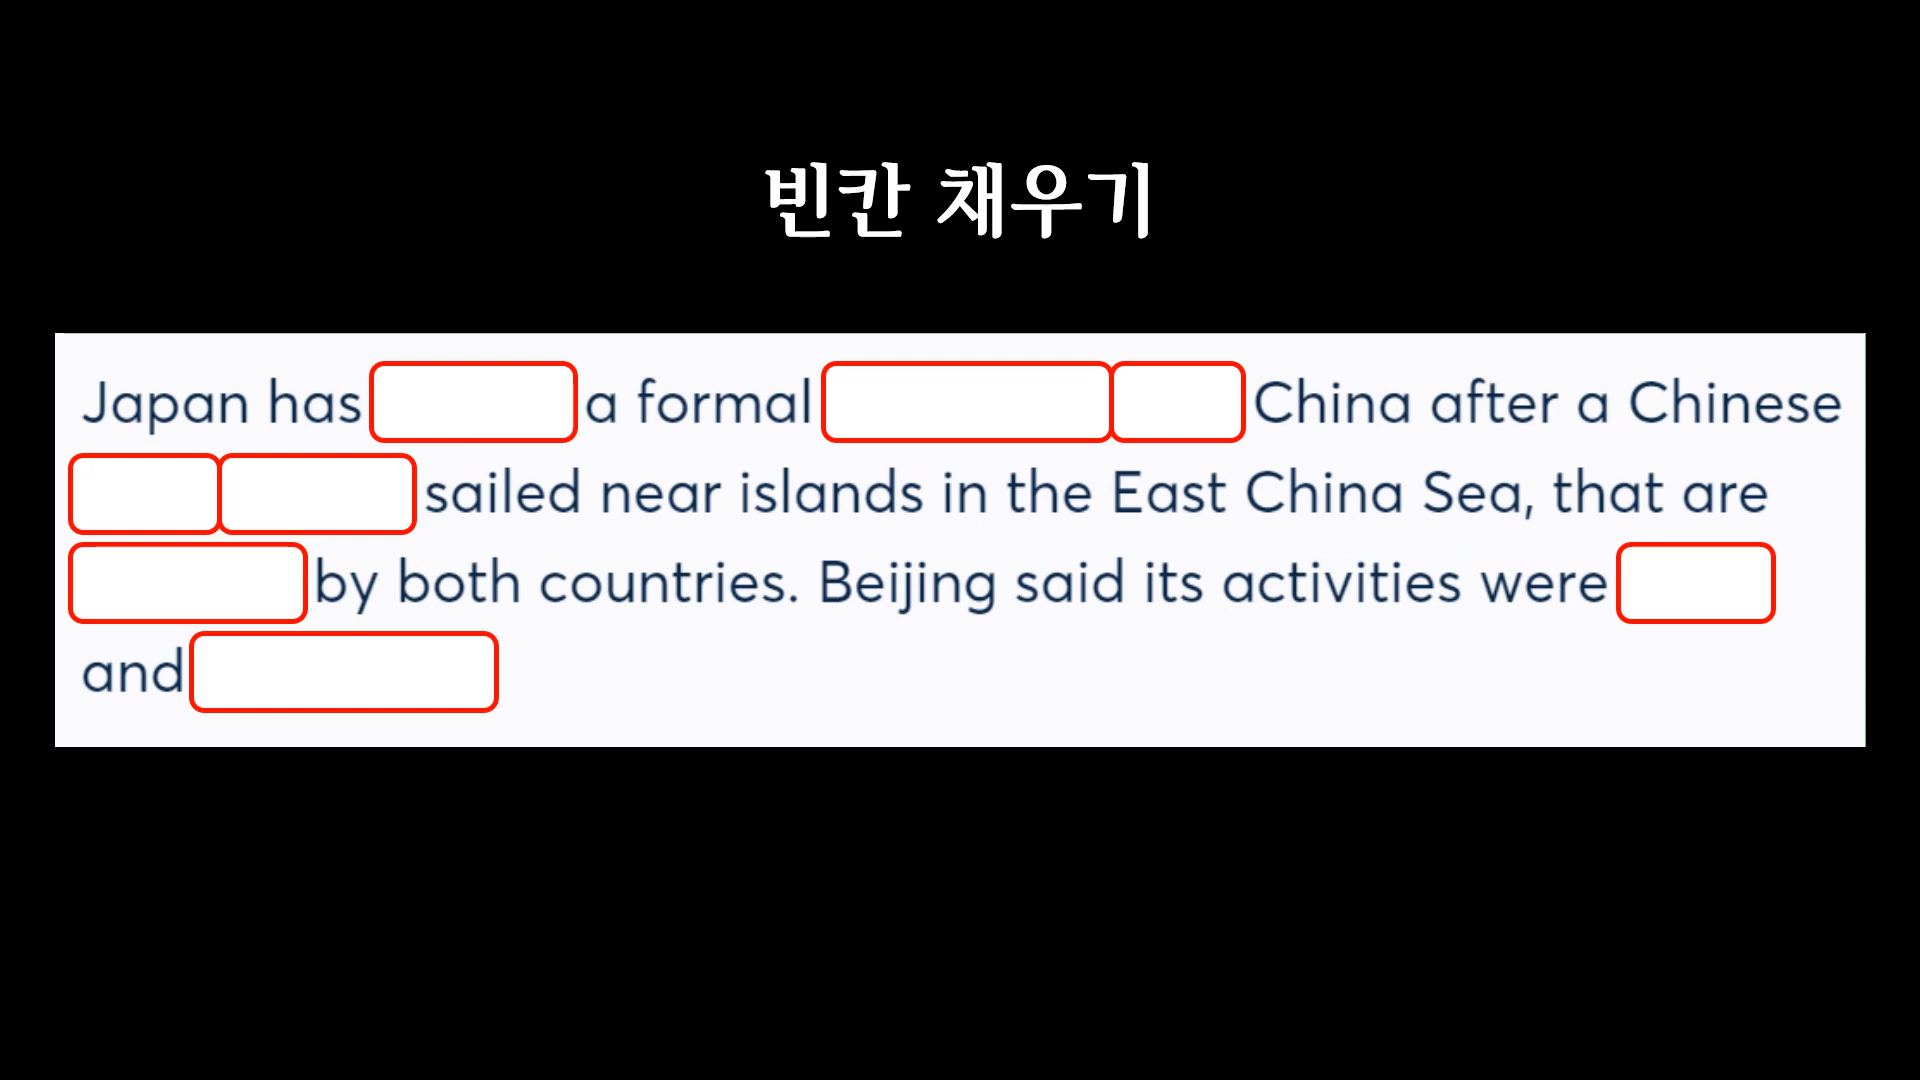 빈칸 채우기
Japan has a formal China after a Chinese
sailed near islands in the East China Sea, that are
by both countries. Beijing said its activities were
and